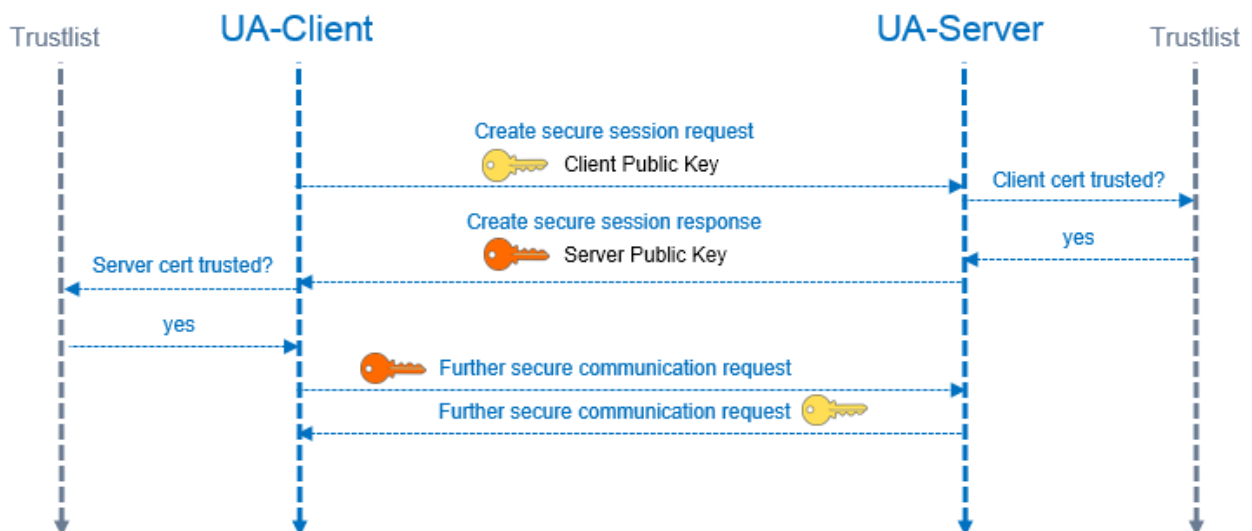 Trustlist
UA-Client
UA-Server
Trustlist
Create secure session request
Client Public Key
Client cert trusted?
Create secure session response
Server Public Key
yes
Server cert trusted?
yes
Further secure communication request
Further secure communication request